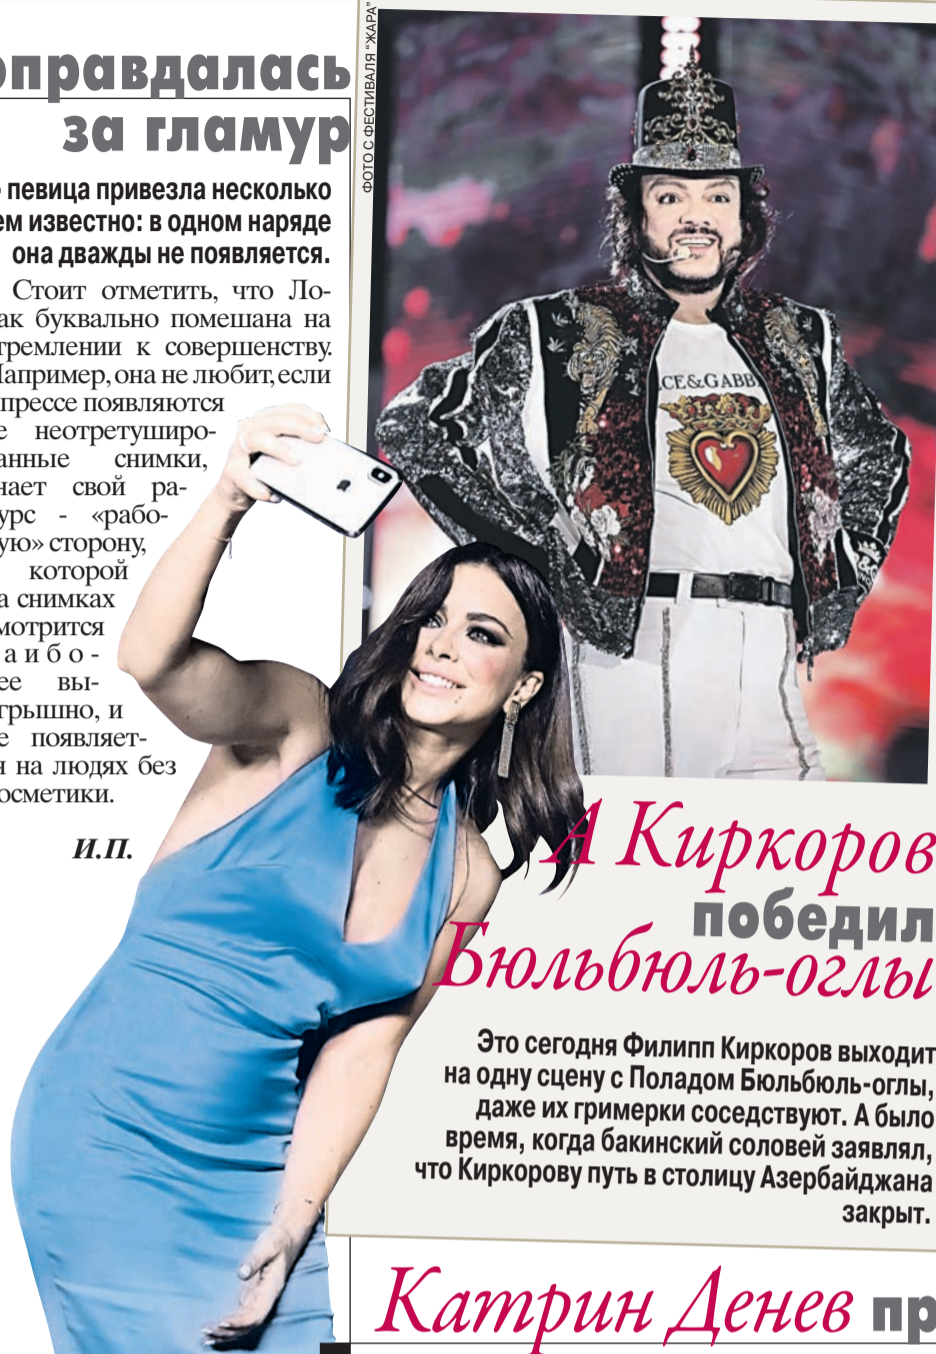 оправдалась
за гламур
певица привезла несколько
ем известно: в одном наряде
она дважды не появляется.
Стоит отметить, что Ло-
ак буквально помешана на
тремлении к совершенству.
Например, она не любит, если
прессе появляются
е неотретуширо-
анные снимки,
нает свой ра-
урс - «рабо-
ую» сторону,
которой
а снимках
мотрится
аибо-
ее вы-
грышно, и
е появляет-
я на людях без
осметики.
И.П.
ФОТО С ФЕСТИВАЛЯ “ЖАРА”
CE&GABB
А Киркоров
победил
Бюльбюль-оглы
Это сегодня Филипп Киркоров выходит
на одну сцену с Поладом Бюльбюль-оглы,
даже их гримерки соседствуют. А было
время, когда бакинский соловей заявлял,
что Киркорову путь в столицу Азербайджана
закрыт.
Катрин Денев пр